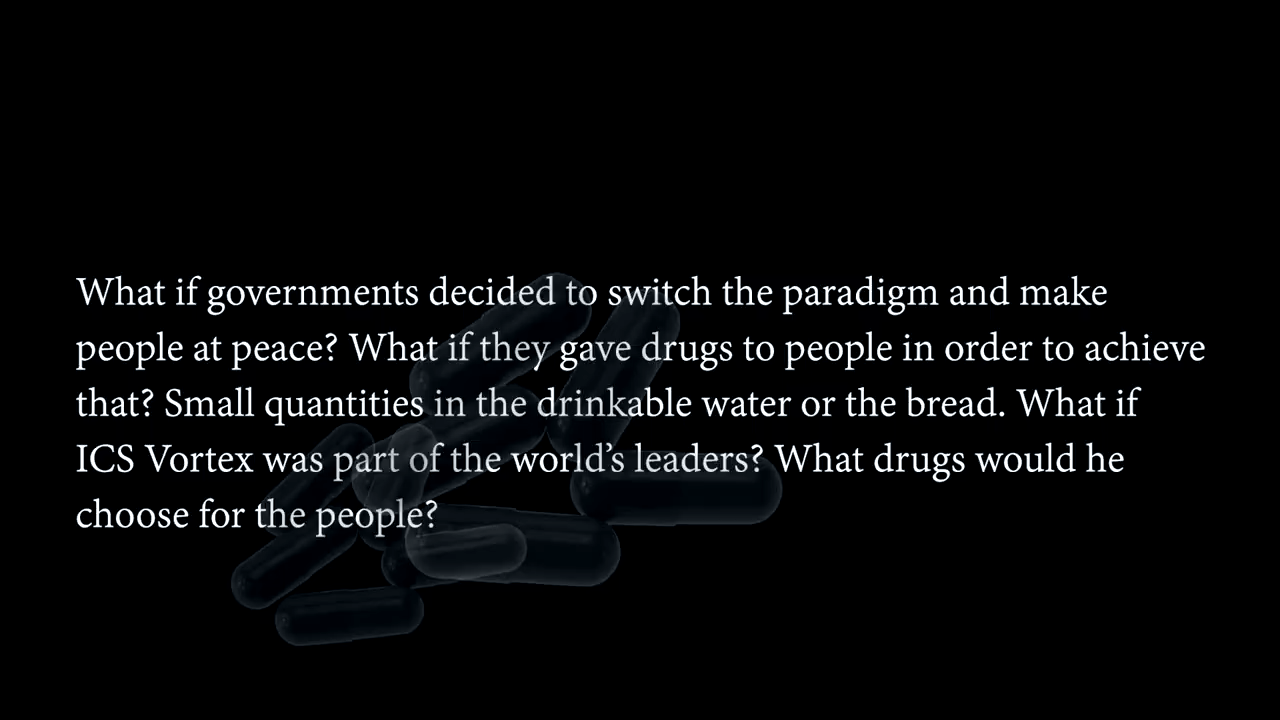 What if governments decided to switch the paradigm and make
people at peace? What if they gave drugs to people in order to achieve
that? Small quantities in the drinkable water or the bread. What if
ICS Vortex was part of the world’s leaders? What drugs would he
choose for the people?